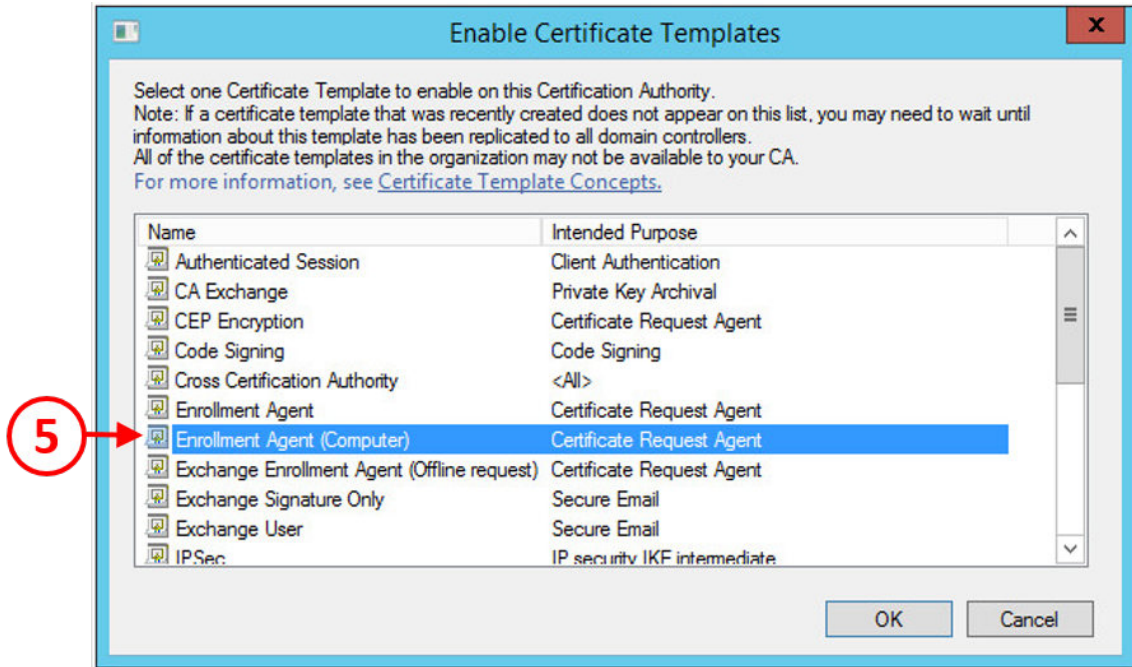 Enable Certificate Templates
x
Select one Certificate Template to enable on this Certification Authority.
Note: If a certificate template that was recently created does not appear on this list, you may need to wait until
information about this template has been replicated to all domain controllers.
All of the certificate templates in the organization may not be available to your CA.
For more information, see Certificate Template Concepts.
Name Intended Purpose
Authenticated Session Client Authentication
CA Exchange Private Key Archival
CEP Encryption Certificate Request Agent
Code Signing Code Signing
Cross Certification Authority <All>
Enrollment Agent Certificate Request Agent
5 Enrollment Agent (Computer) Certificate Request Agent
Exchange Enrollment Agent (Offline request) Certificate Request Agent
Exchange Signature Only Secure Email
Exchange User Secure Email
IPSec IP security IKE intermediate
OK Cancel